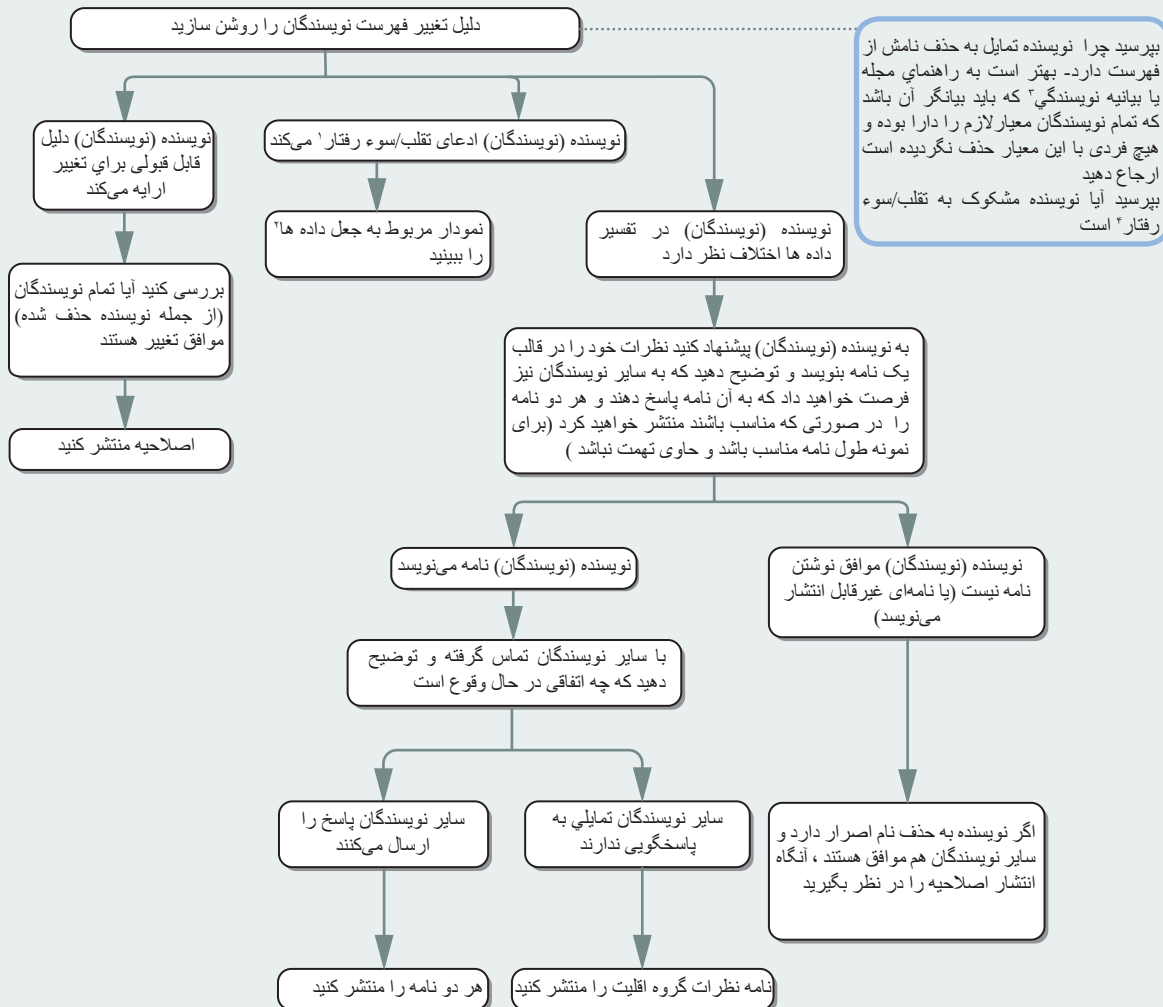 دلیل تغییر فهرست نویسندگان را روشن سازید
بپرسید چرا نویسنده تمایل به حذف نامش از
فهرست دارد- بهتر است به راهنماي مجله
یا بیانیه نویسندگي۳ که باید بیانگر آن باشد
که تمام نویسندگان معیارلازم را دارا بوده و
هیچ فردی با این معیار حذف نگردیده است
ارجاع دهید
بپرسید آیا نویسنده مشکوک به تقلب/سوء
رفتار۴ است
نویسنده (نویسندگان) دلیل
قابل قبولی براي تغییر
ارایه می‌کند
نویسنده (نویسندگان) ادعای تقلب/سوء رفتار۱ می‌کند
نویسنده (نویسندگان) در تفسیر
داده ها اختلاف نظر دارد
نمودار مربوط به جعل داده ها۲
را ببینید
بررسی کنید آیا تمام نویسندگان
(از جمله نویسنده حذف شده)
موافق تغییر هستند
اصلاحیه منتشر کنید
به نویسنده (نویسندگان) پیشنهاد کنید نظرات خود را در قالب
یک نامه بنویسد و توضیح دهید که به سایر نویسندگان نیز
فرصت خواهید داد که به آن نامه پاسخ دهند و هر دو نامه
را در صورتی که مناسب باشند منتشر خواهید کرد (برای
نمونه طول نامه مناسب باشد و حاوی تهمت نباشد )
نویسنده (نویسندگان) نامه می‌نویسد
نویسنده (نویسندگان) موافق نوشتن
نامه نیست (یا نامه‌ای غیرقابل انتشار
می‌نویسد)
با سایر نویسندگان تماس گرفته و توضیح
دهید که چه اتفاقی در حال وقوع است
سایر نویسندگان پاسخ را
ارسال می‌کنند
سایر نویسندگان تمایلي به
پاسخگویی ندارند
اگر نویسنده به حذف نام اصرار دارد و
سایر نویسندگان هم موافق هستند ، آنگاه
انتشار اصلاحیه را در نظر بگیرید
هر دو نامه را منتشر کنید
نامه نظرات گروه اقلیت را منتشر کنید